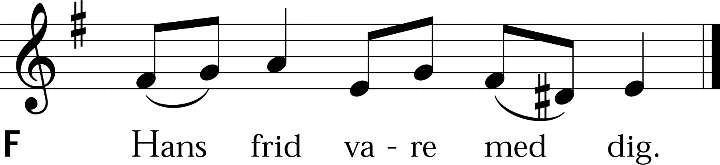 F Hans frid va - re med dig.